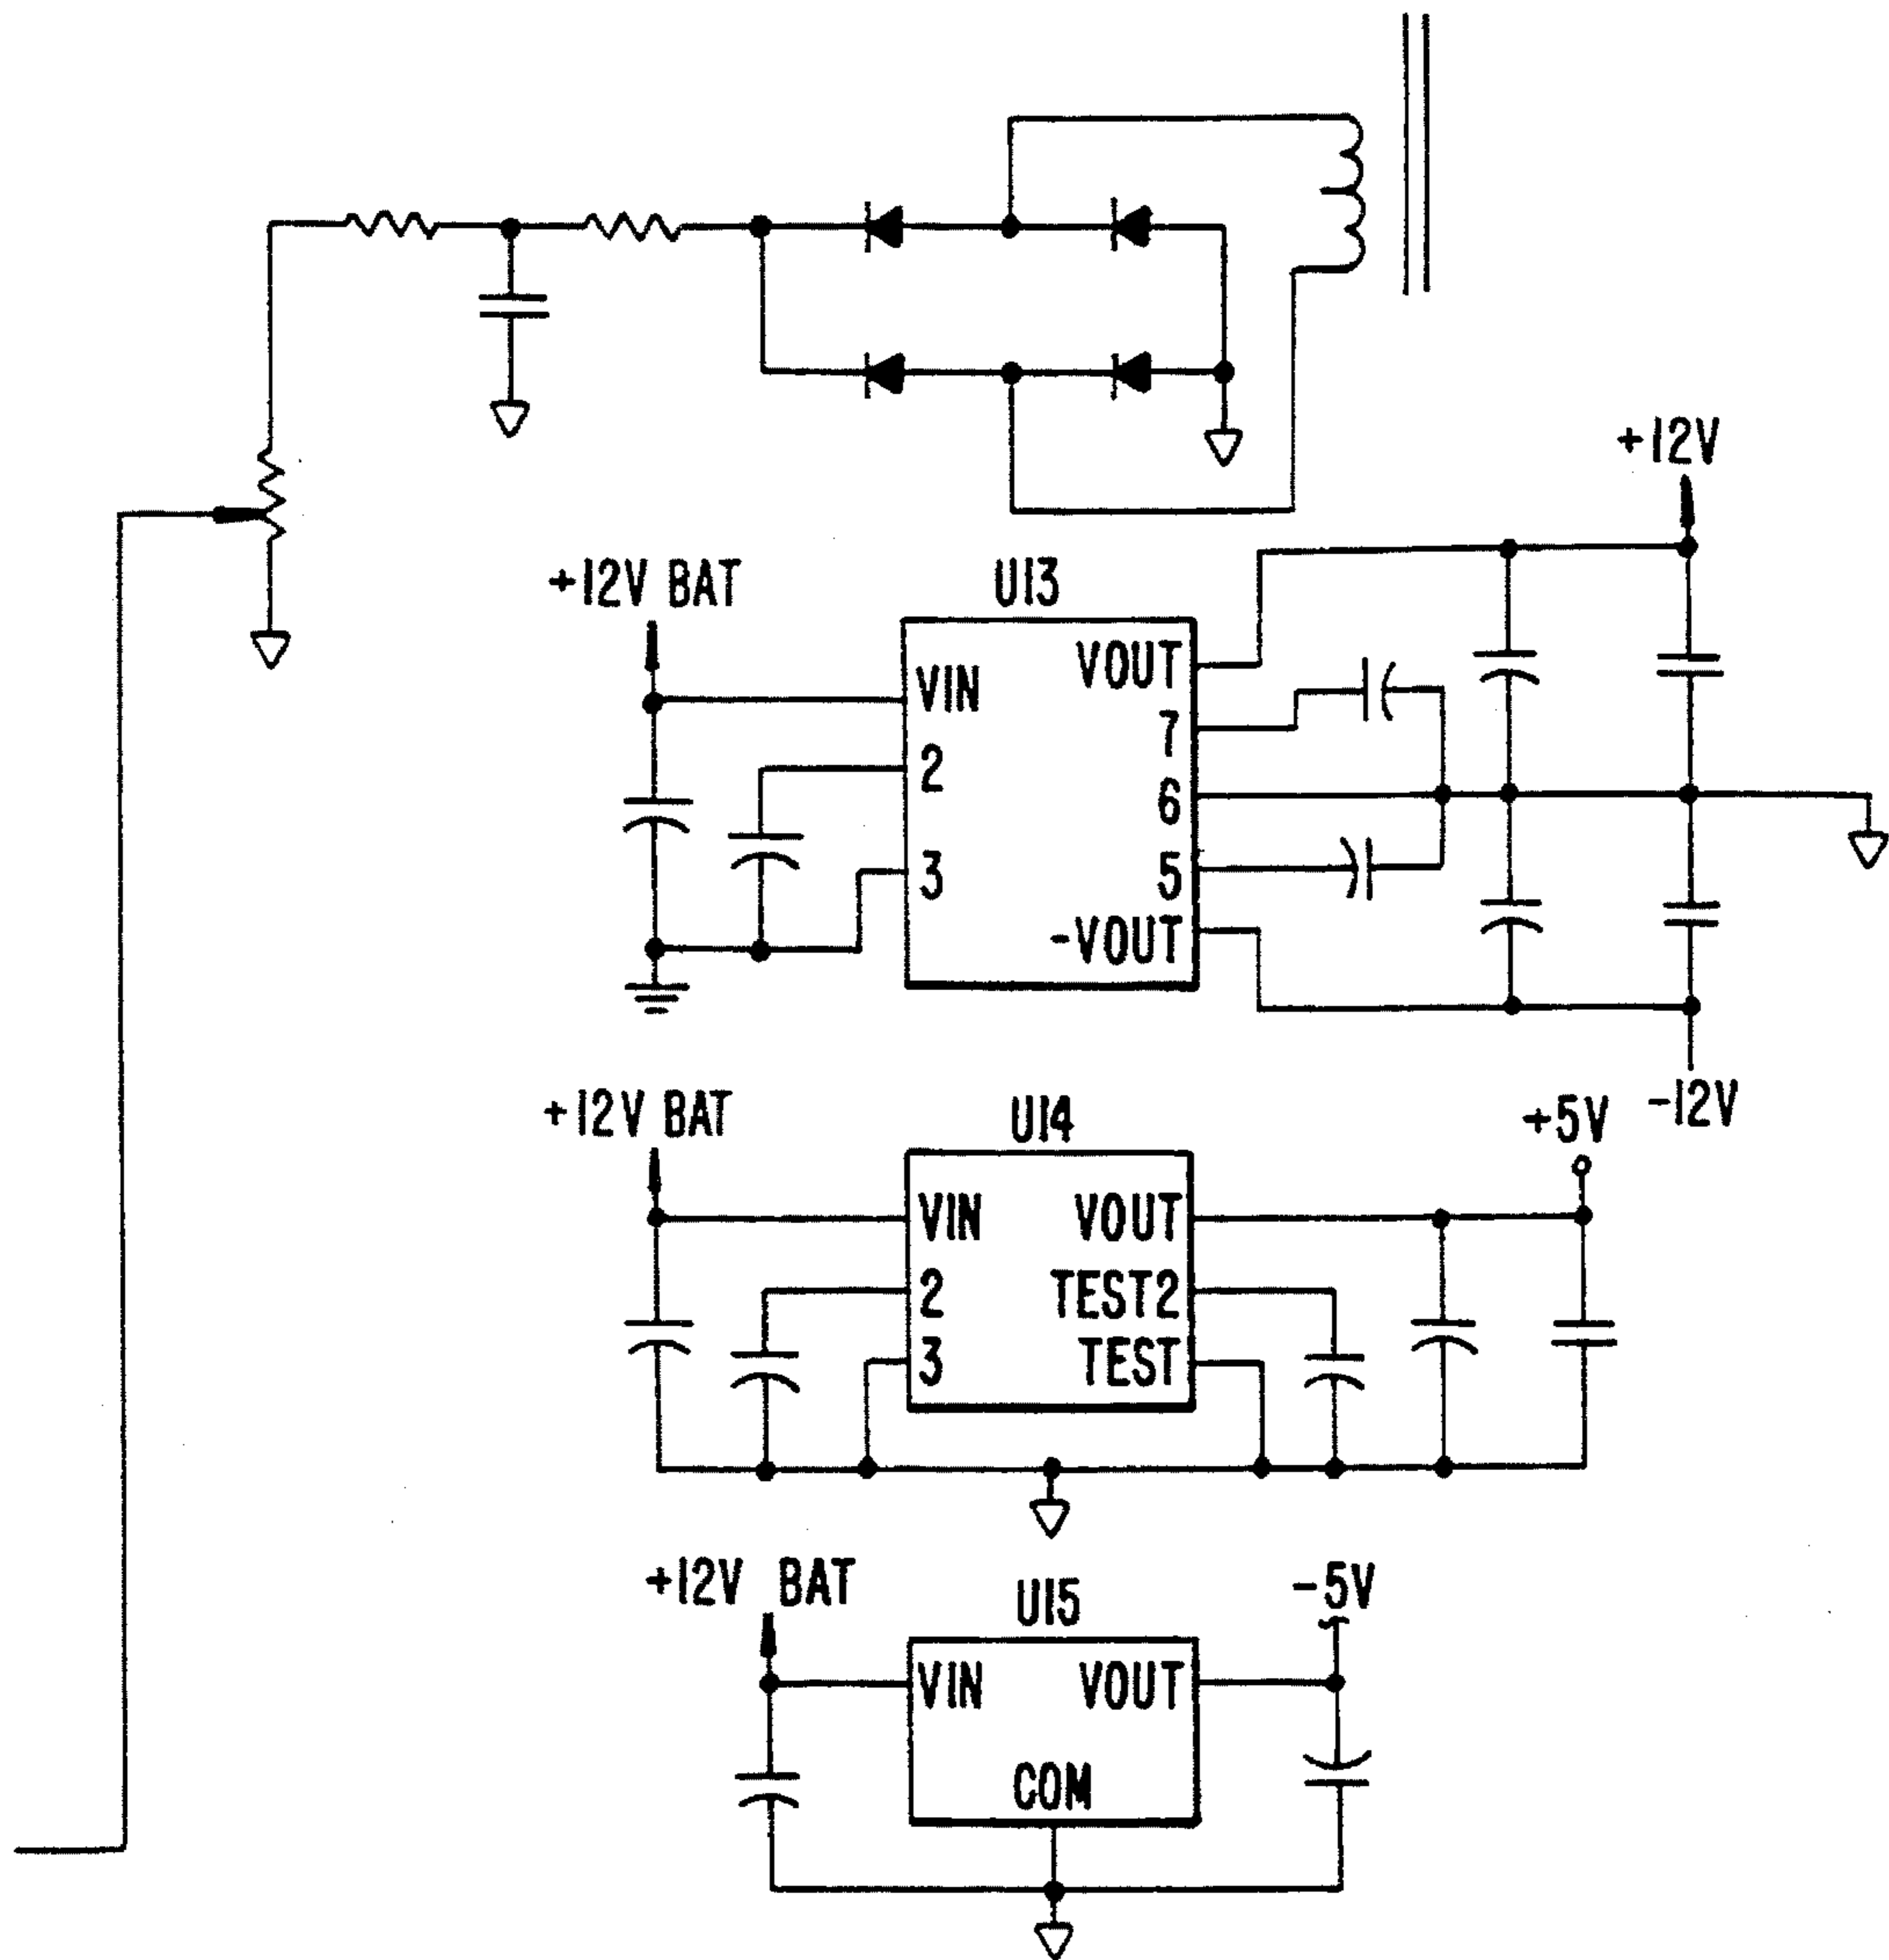 +12V
+12V BAT
U13
VIN
VOUT
7
2
6
3
5
-VOUT
-12V
+12V BAT
U14
+5V
VIN
VOUT
2
TEST2
3
TEST
+12V BAT
U15
-5V
VIN
VOUT
COM